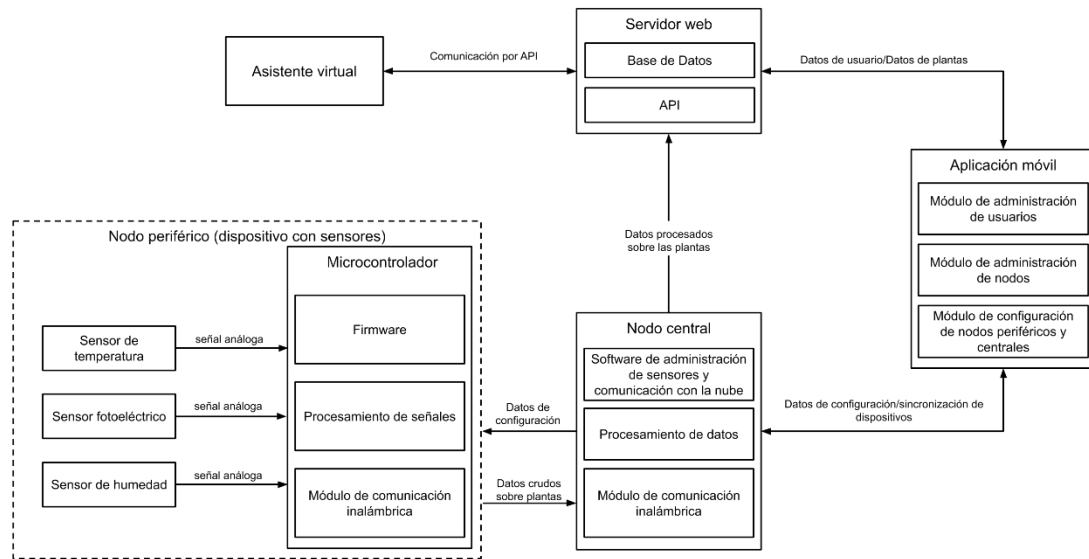 Servidor web
Base de Datos
API
Asistente virtual
Comunicación por API
Datos de usuario/Datos de plantas
Aplicación móvil
Módulo de administración
de usuarios
Módulo de administración
de nodos
Módulo de configuración
de nodos periféricos y
centrales
Datos procesados
sobre las plantas
Nodo periférico (dispositivo con sensores)
Microcontrolador
Firmware
Procesamiento de señales
Módulo de comunicación
inalámbrica
Sensor de
temperatura
señal análoga
Sensor fotoeléctrico
señal análoga
Sensor de humedad
señal análoga
Datos de
configuración
Datos crudos
sobre plantas
Nodo central
Software de administración
de sensores y
comunicación con la nube
Procesamiento de datos
Módulo de comunicación
inalámbrica
Datos de configuración/sincronización de
dispositivos